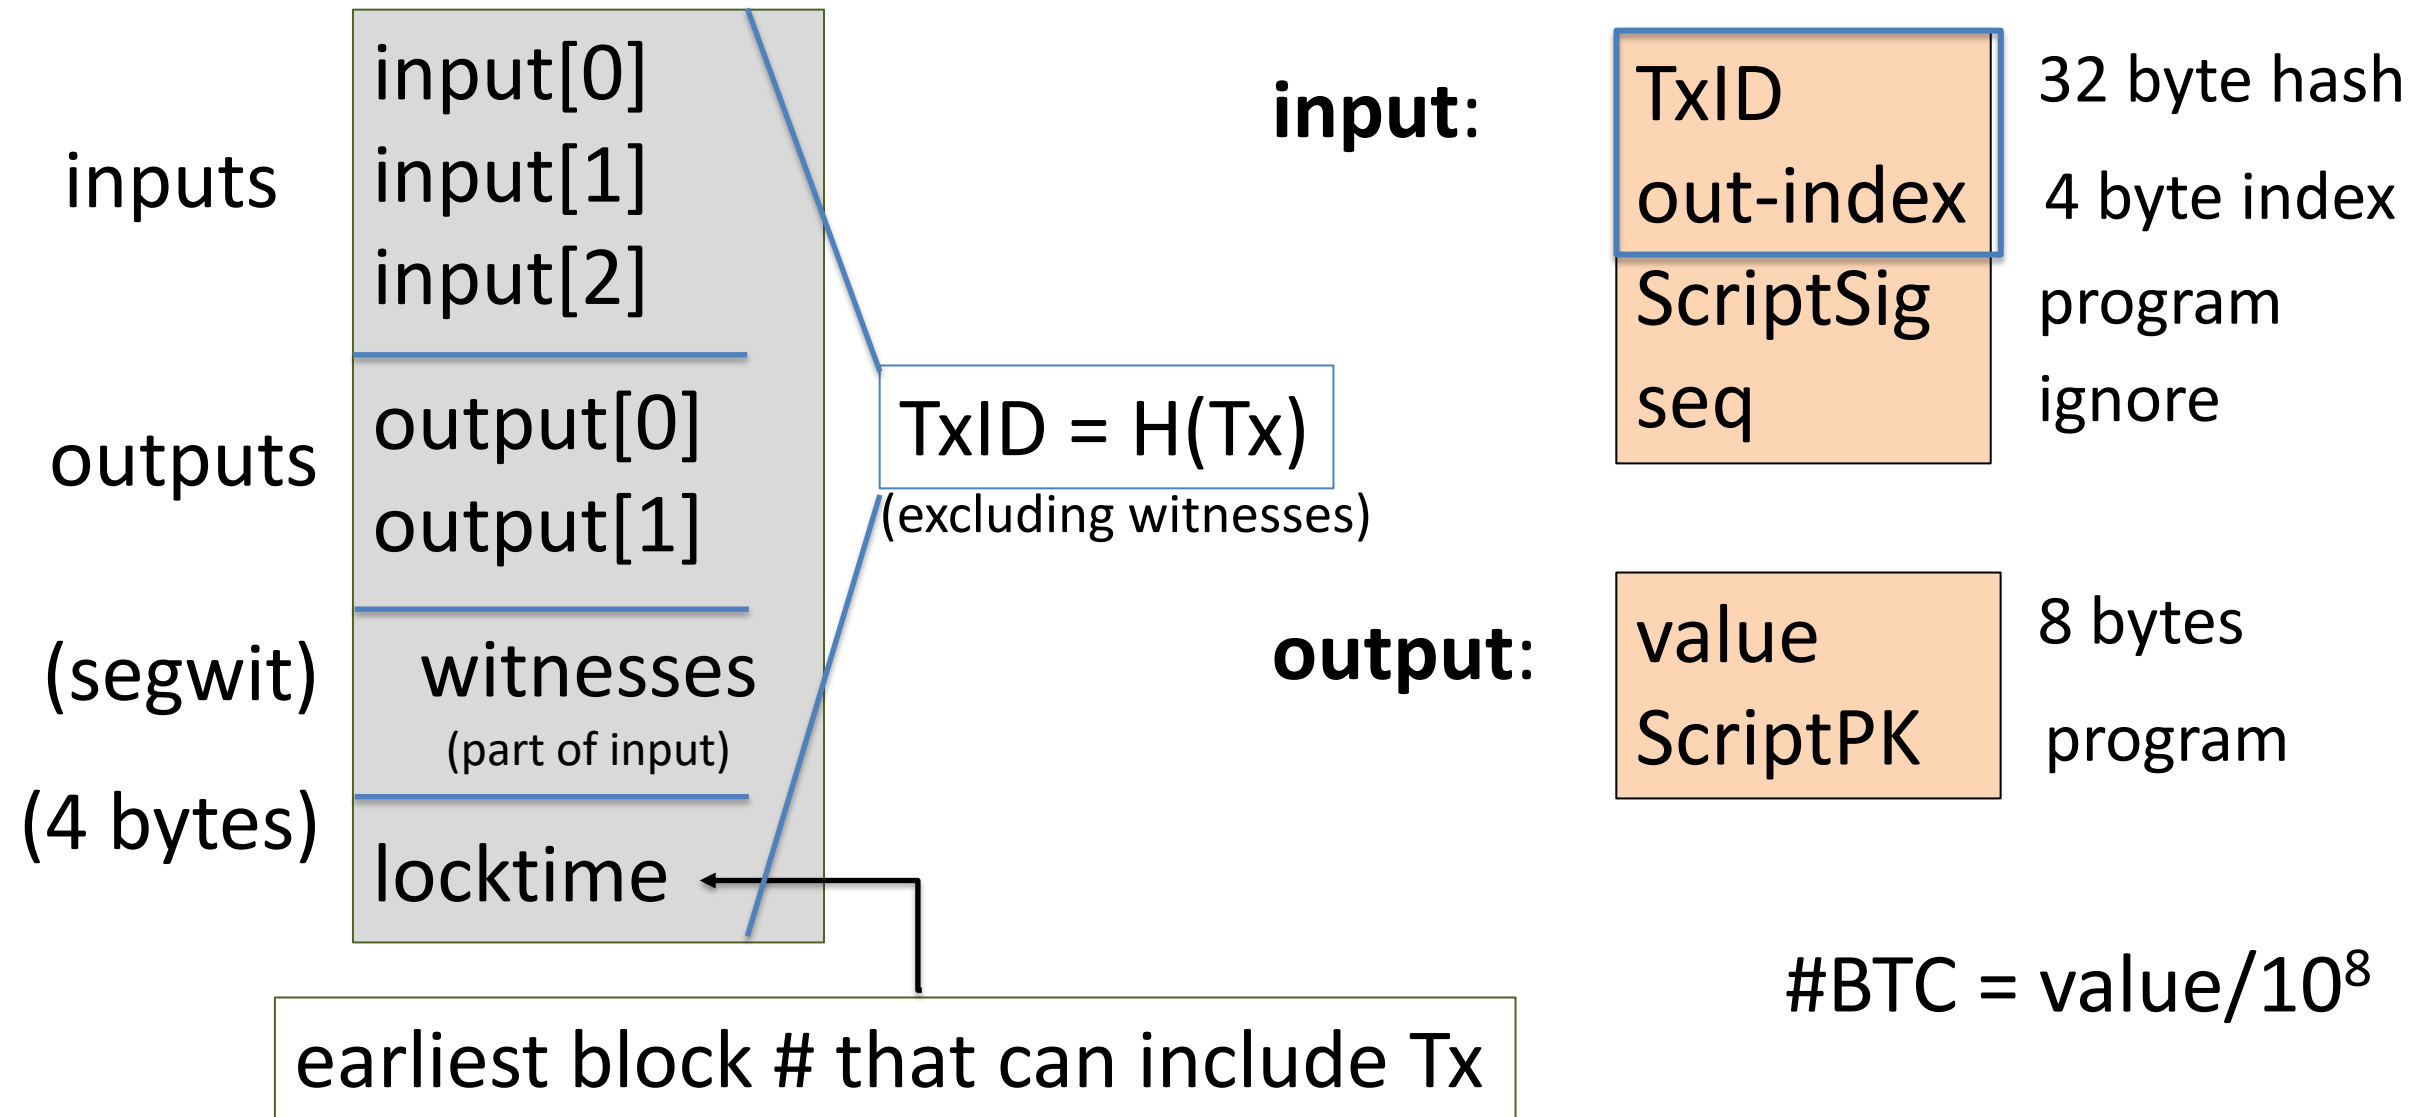 inputs
input[0]
input[1]
input[2]
outputs
output[0]
output[1]
(segwit)
witnesses
(part of input)
(4 bytes)
locktime
TxID = H(Tx)
(excluding witnesses)
earliest block # that can include Tx
input:
TxID 32 byte hash
out-index 4 byte index
ScriptSig program
seq ignore
output:
value 8 bytes
ScriptPK program
#BTC = value/10⁸